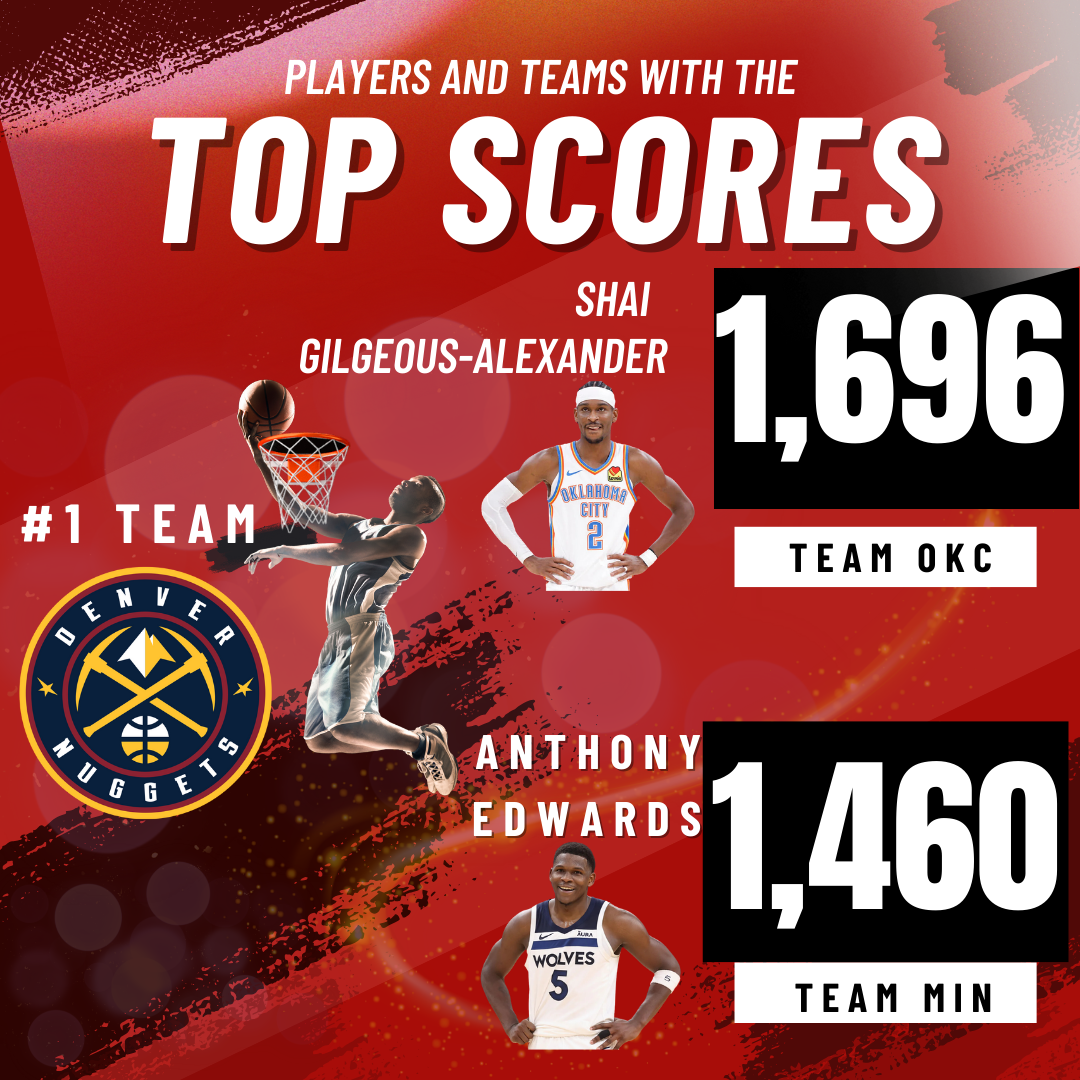 PLAYERS AND TEAMS WITH THE
TOP SCORES
SHAI
GILGEOUS-ALEXANDER
1,696
OKLAHOMA
CITY
2
TEAM OKC
#1 TEAM
DENVER
NUGGETS
ANTHONY
EDWARDS
1,460
WOLVES
5
5
TEAM MIN